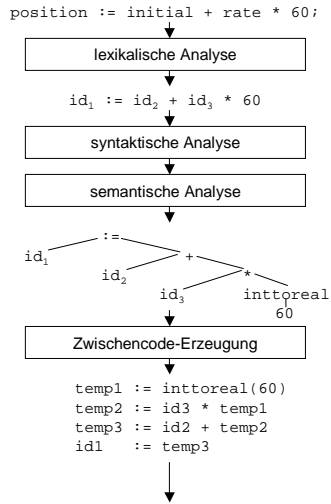 position := initial + rate * 60;
lexikalische Analyse
id₁ := id₂ + id₃ * 60
syntaktische Analyse
semantische Analyse
:=
id₁ +
id₂ *
id₃ inttoreal
60
Zwischencode-Erzeugung
temp1 := inttoreal(60)
temp2 := id3 * temp1
temp3 := id2 + temp2
id1 := temp3